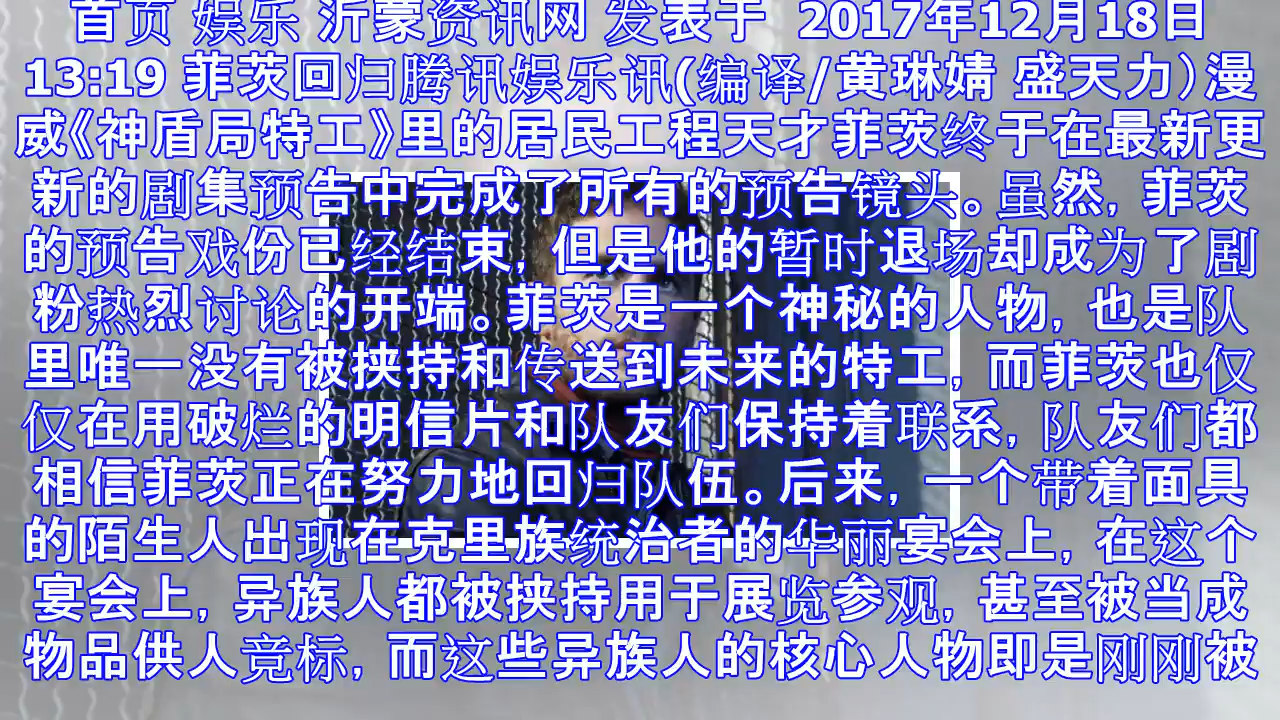 首页 娱乐 沂蒙资讯网 发表于 2017年12月18日
13:19 菲茨回归腾讯娱乐讯(编译/黄琳婧 盛天力）漫
威《神盾局特工》里的居民工程天才菲茨终于在最新更
新的剧集预告中完成了所有的预告镜头。虽然，菲茨
的预告戏份已经结束，但是他的暂时退场却成为了剧
粉热烈讨论的开端。菲茨是一个神秘的人物，也是队
里唯一没有被挟持和传送到未来的特工，而菲茨也仅
仅在用破烂的明信片和队友们保持着联系，队友们都
相信菲茨正在努力地回归队伍。后来，一个带着面具
的陌生人出现在克里族统治者的华丽宴会上，在这个
宴会上，异族人都被挟持用于展览参观，甚至被当成
物品供人竞标，而这些异族人的核心人物即是刚刚被